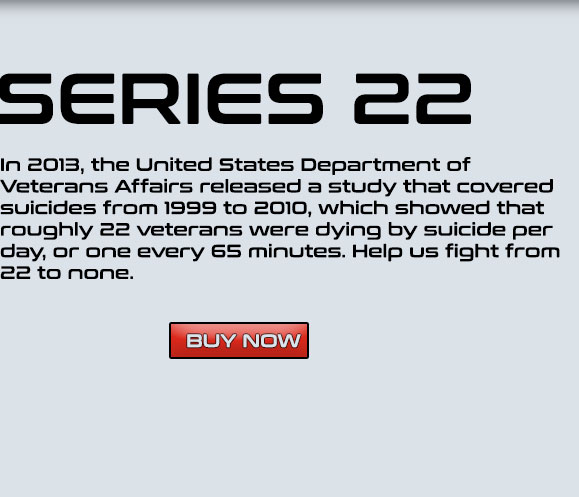 SERIES 22
In 2013, the United States Department of
Veterans Affairs released a study that covered
suicides from 1999 to 2010, which showed that
roughly 22 veterans were dying by suicide per
day, or one every 65 minutes. Help us fight from
22 to none.
BUY NOW